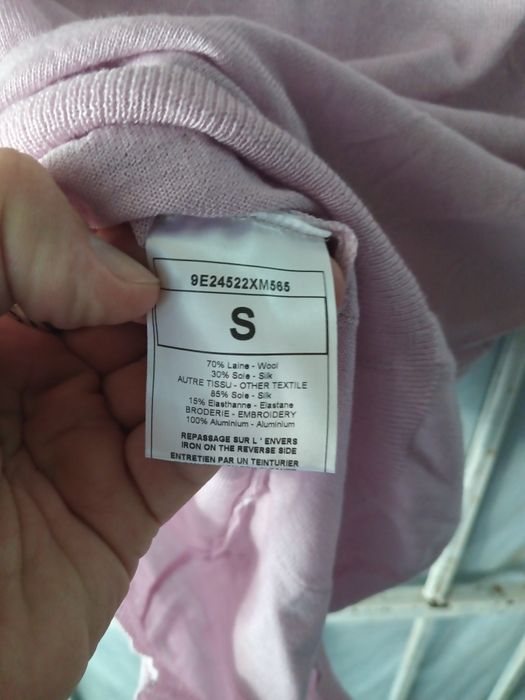 9E24522XM565
S
70% Laine - Wool
30% Soie - Silk
AUTRE TISSU - OTHER TEXTILE
85% Soie - Silk
15% Elasthanne - Elastane
BRODERIE - EMBROIDERY
100% Aluminium - Aluminium
REPASSAGE SUR L ' ENVERS
IRON ON THE REVERSE SIDE
ENTRETIEN PAR UN TEINTURIER